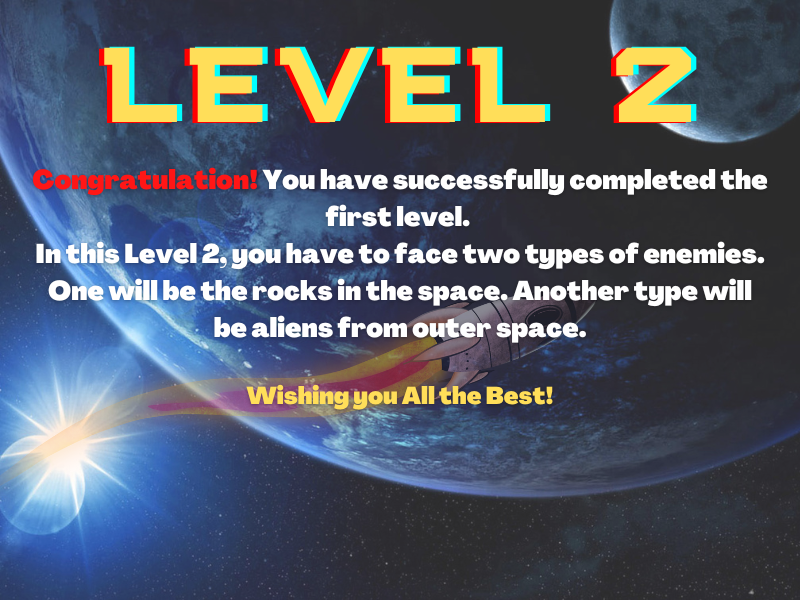 LEVEL 2
Congratulation! You have successfully completed the
first level.
In this Level 2, you have to face two types of enemies.
One will be the rocks in the space. Another type will
be aliens from outer space.
Wishing you All the Best!